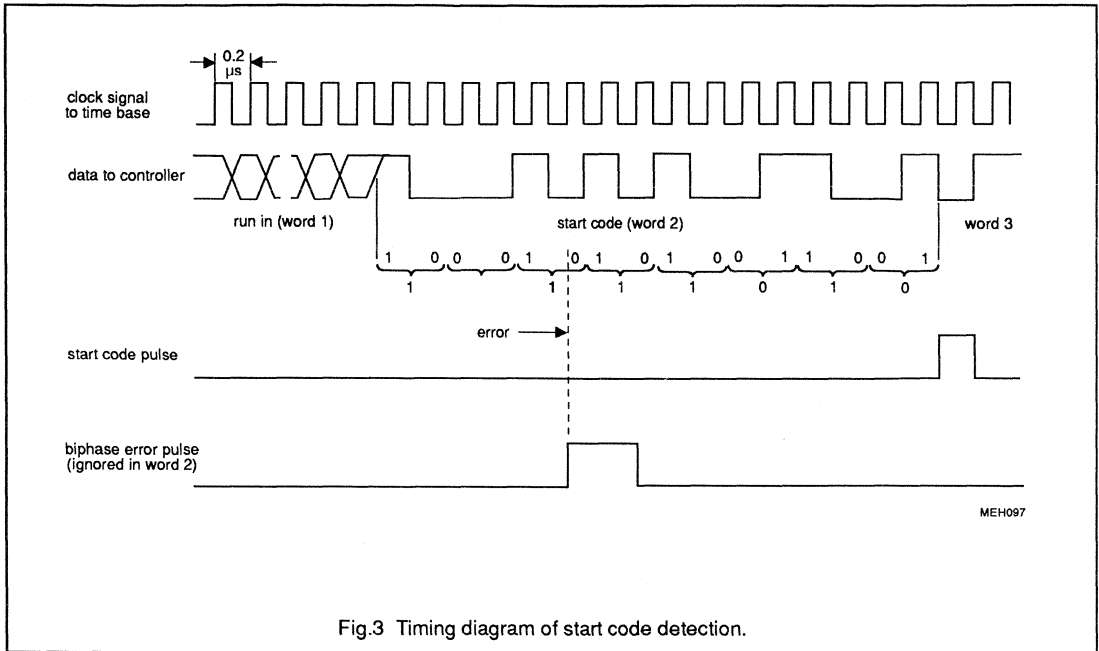 0.2
µs
clock signal
to time base
data to controller
run in (word 1)
start code (word 2)
word 3
1 0 0 0 1 0 1 0 1 0 0 1 1 0 0 1
1 1 1 1 0 1 0
error
start code pulse
biphase error pulse
(ignored in word 2)
MEH097
Fig.3 Timing diagram of start code detection.